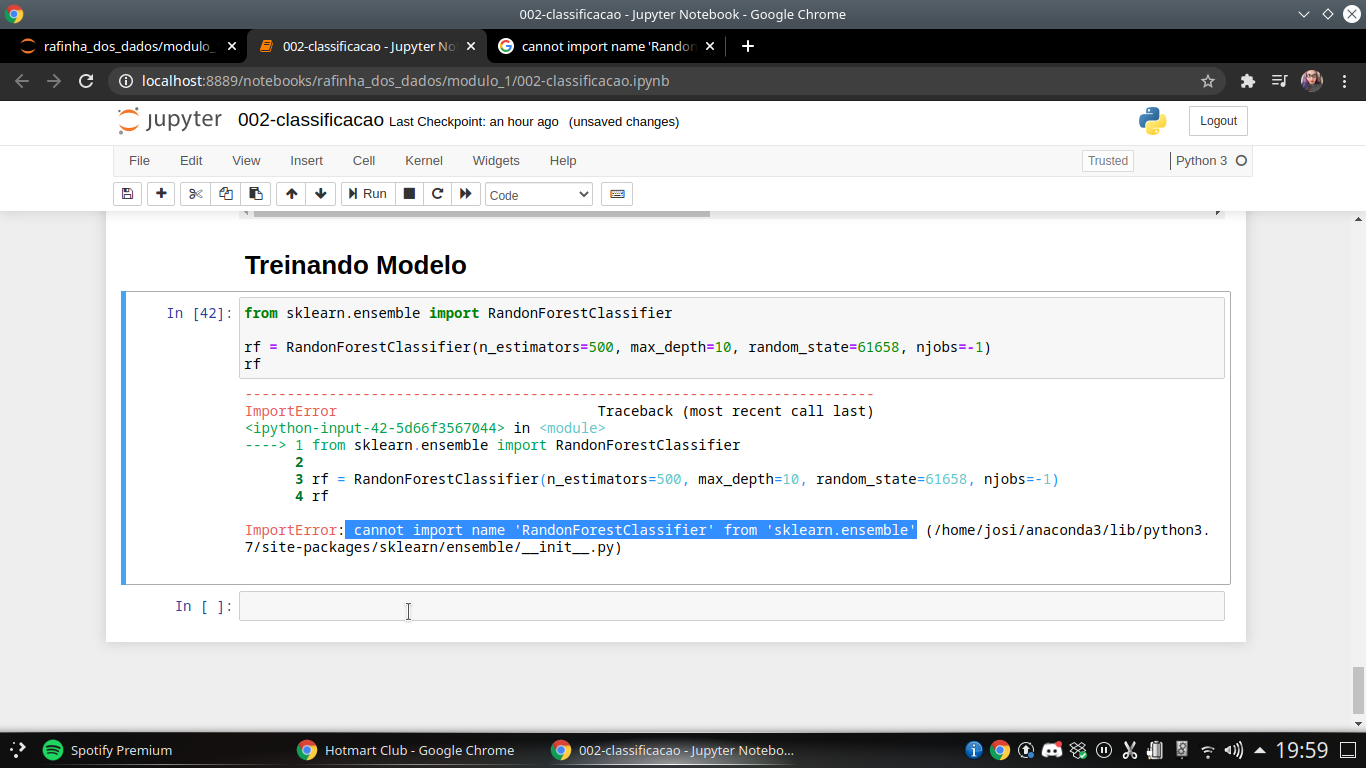 002-classificacao - Jupyter Notebook - Google Chrome
rafinha_dos_dados/modulo_
002-classificacao - Jupyter No
cannot import name 'Randon
localhost:8889/notebooks/rafinha_dos_dados/modulo_1/002-classificacao.ipynb
jupyter 002-classificacao Last Checkpoint: an hour ago (unsaved changes)
Logout
File Edit View Insert Cell Kernel Widgets Help
Trusted
Python 3
Run
Code
Treinando Modelo
In [42]: from sklearn.ensemble import RandonForestClassifier
rf = RandonForestClassifier(n_estimators=500, max_depth=10, random_state=61658, njobs=-1)
rf
---------------------------------------------------------------------------
ImportError Traceback (most recent call last)
<ipython-input-42-5d66f3567044> in <module>
----> 1 from sklearn.ensemble import RandonForestClassifier
2
3 rf = RandonForestClassifier(n_estimators=500, max_depth=10, random_state=61658, njobs=-1)
4 rf
ImportError: cannot import name 'RandonForestClassifier' from 'sklearn.ensemble' (/home/josi/anaconda3/lib/python3.
7/site-packages/sklearn/ensemble/__init__.py)
In [ ]:
Spotify Premium
Hotmart Club - Google Chrome
002-classificacao - Jupyter Notebo...
19:59